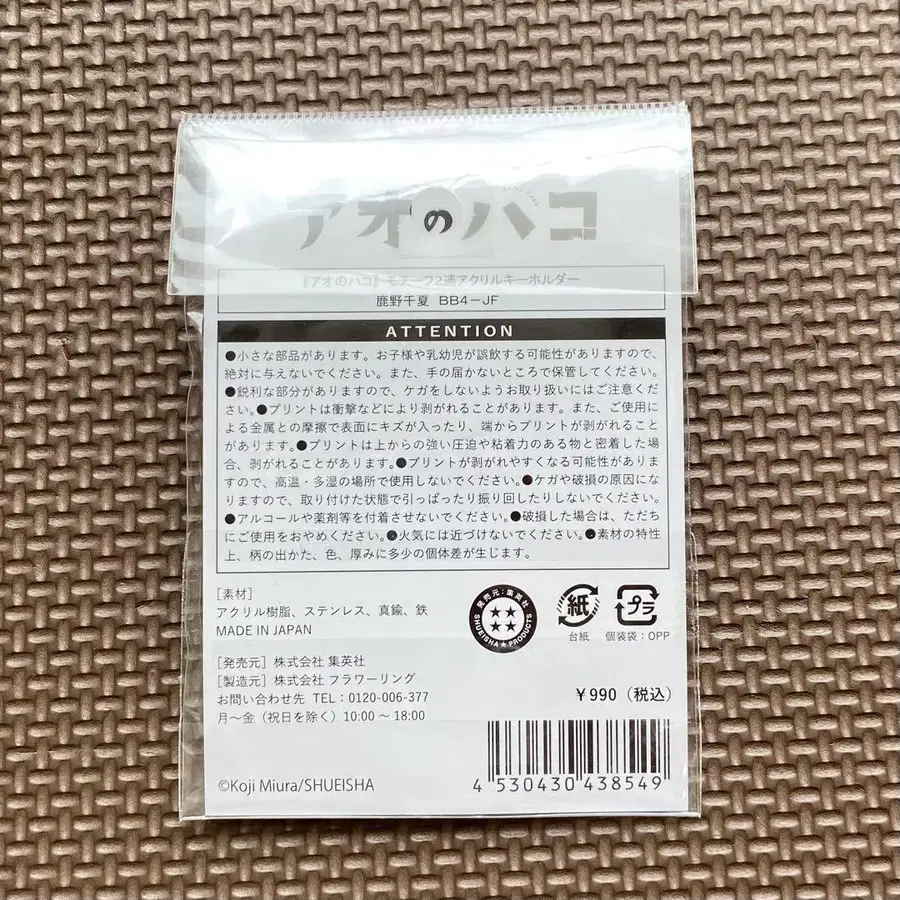 アオのハコ
『アオのハコ』モチーフ2連アクリルキーホルダー
鹿野千夏 BB4-JF
ATTENTION
●小さな部品があります。お子様や乳幼児が誤飲する可能性がありますので、
絶対に与えないでください。また、手の届かないところで保管してください。
●鋭利な部分がありますので、ケガをしないようお取り扱いにはご注意くだ
さい。●プリントは衝撃などにより剥がれることがあります。また、ご使用によ
る金属との摩擦で表面にキズが入ったり、端からプリントが剥がれること
があります。●プリントは上からの強い圧迫や粘着力のある物と密着した場
合、剥がれることがあります。●プリントが剥がれやすくなる可能性がありま
すので、高温・多湿の場所で使用しないでください。●ケガや破損の原因にな
りますので、取り付けた状態で引っぱったり振り回したりしないでください。
●アルコールや薬剤等を付着させないでください。●破損した場合は、ただち
にご使用をおやめください。●火気には近づけないでください。●素材の特性
上、柄の出かた、色、厚みに多少の個体差が生じます。
[素材]
アクリル樹脂、ステンレス、真鍮、鉄
MADE IN JAPAN
発売元:集英社
SHUEISHA★PRODUCTS
紙
台紙
プラ
個装袋:OPP
[発売元] 株式会社 集英社
[製造元] 株式会社 フラワーリング
お問い合わせ先 TEL:0120-006-377
月~金(祝日を除く)10:00~18:00
¥990(税込)
©Koji Miura/SHUEISHA
4 530430 438549